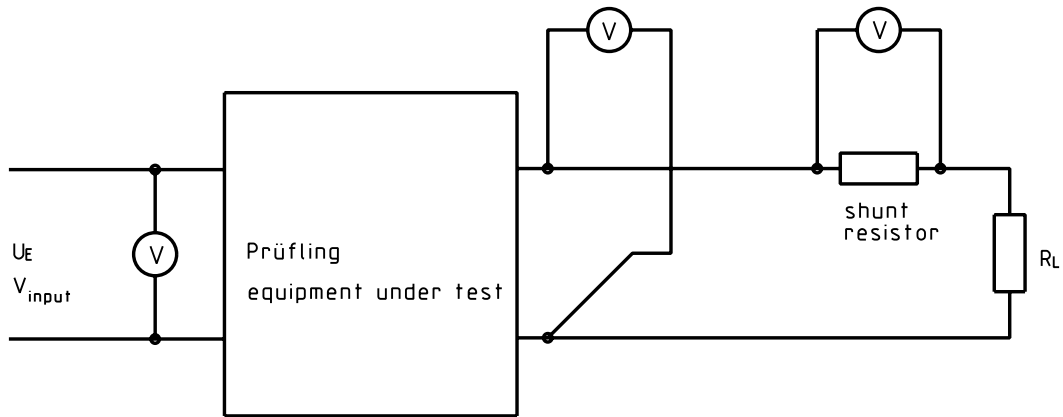 V
V
UE
Vinput
V
Prüfling
equipment under test
shunt
resistor
RL